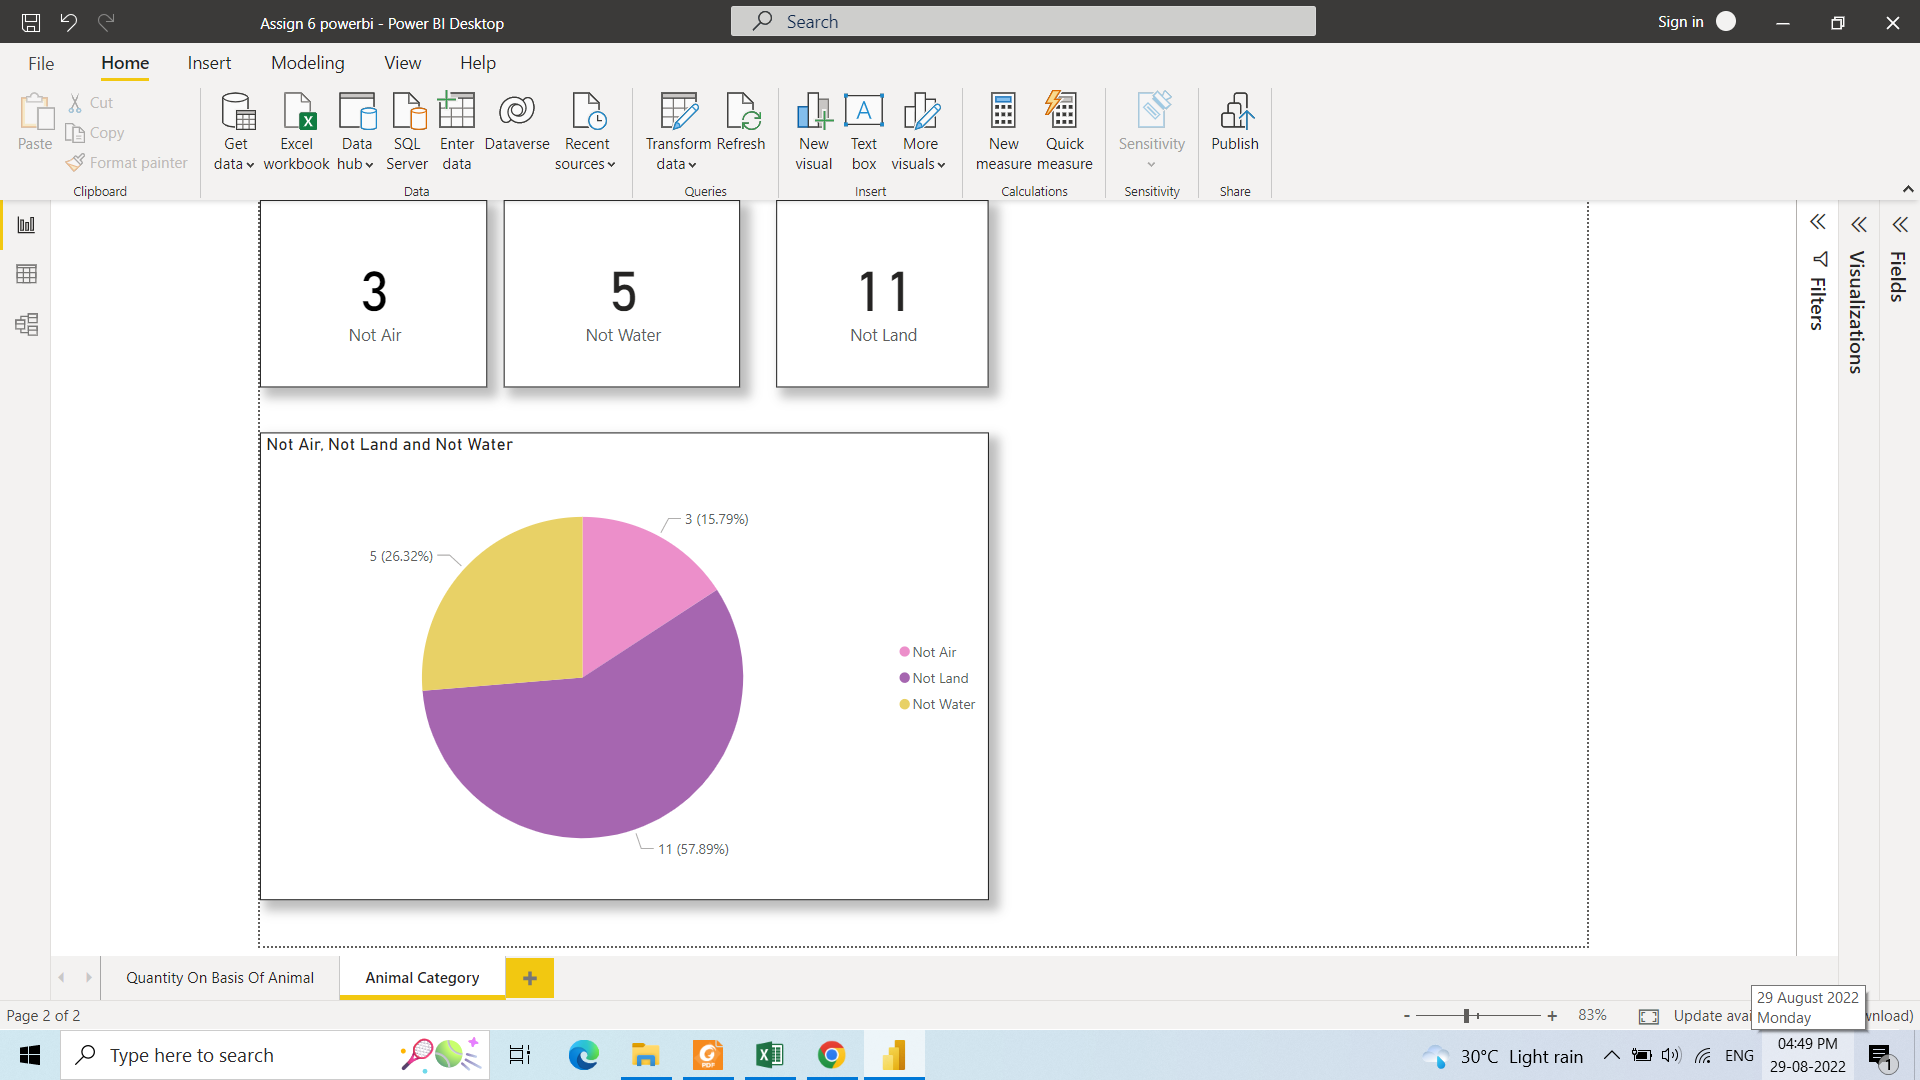 Assign 6 powerbi - Power BI Desktop
Search
Sign in
File
Home
Insert
Modeling
View
Help
Paste
Cut
Copy
Format painter
Clipboard
Get data
Excel workbook
Data hub
SQL Server
Enter data
Dataverse
Recent sources
Data
Transform data
Refresh
Queries
New visual
Text box
More visuals
Insert
New measure
Quick measure
Calculations
Sensitivity
Sensitivity
Publish
Share
3
Not Air
5
Not Water
11
Not Land
Filters
Visualizations
Fields
Not Air, Not Land and Not Water
3 (15.79%)
5 (26.32%)
11 (57.89%)
Not Air
Not Land
Not Water
Quantity On Basis Of Animal
Animal Category
Page 2 of 2
- + 83%
Update
29 August 2022
Monday
Type here to search
PDF
30°C Light rain
ENG
04:49 PM
29-08-2022
1